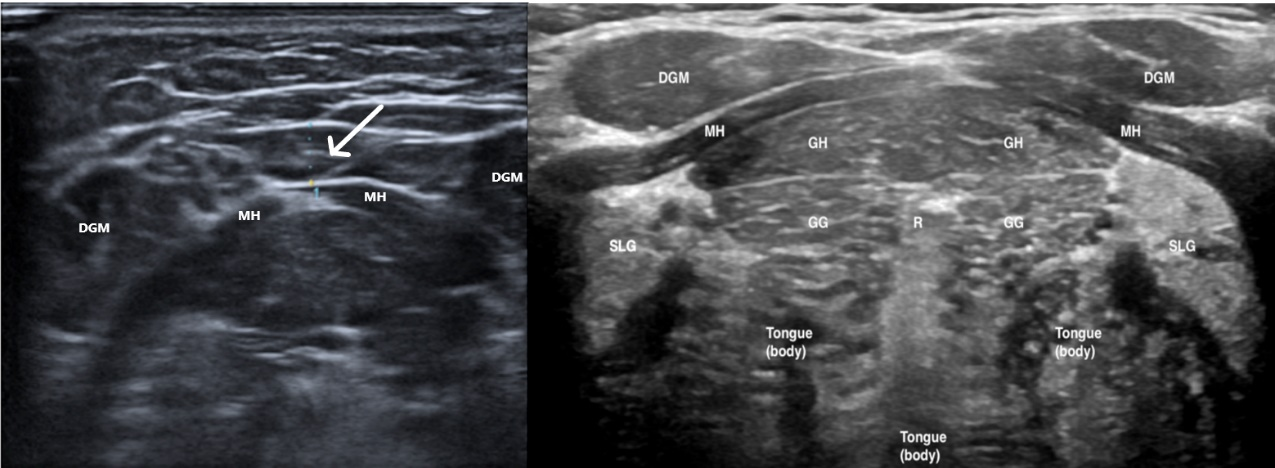 DGM
MH
MH
DGM
DGM
DGM
MH
MH
GH
GH
GG
R
GG
SLG
SLG
Tongue
(body)
Tongue
(body)
Tongue
(body)